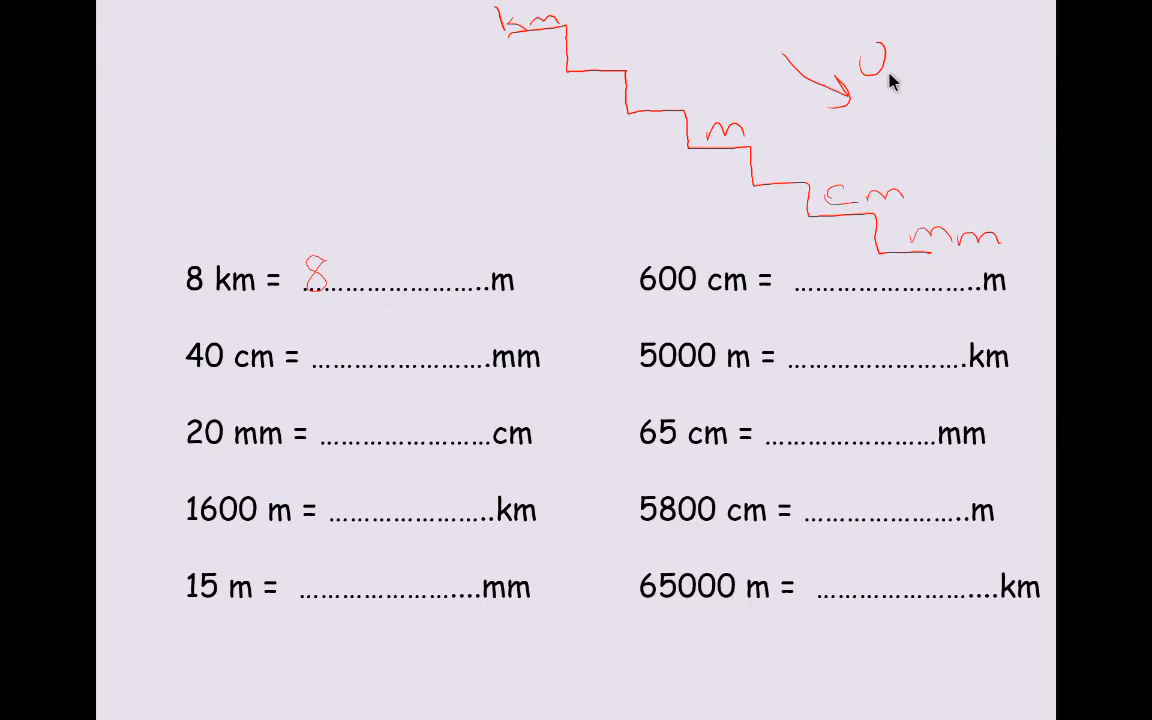 km
0
m
cm
mm
8 km = 8........................m
40 cm = ........................mm
20 mm = ........................cm
1600 m = ........................km
15 m = ........................mm
600 cm = ........................m
5000 m = ........................km
65 cm = ........................mm
5800 cm = ........................m
65000 m = ........................km